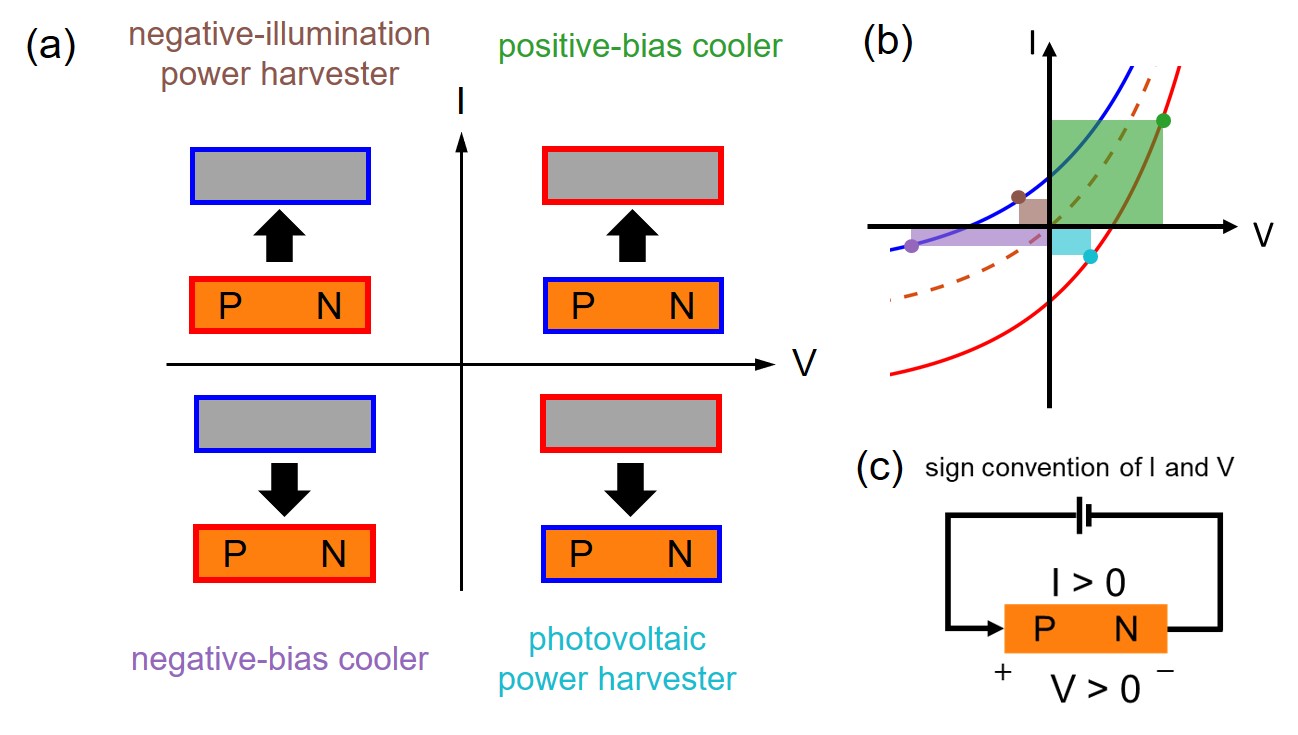 (a)
negative-illumination
power harvester
positive-bias cooler
I
P N
P N
V
P N
P N
negative-bias cooler
photovoltaic
power harvester
(b)
I
V
(c)
sign convention of I and V
I > 0
P N
+ −
V > 0